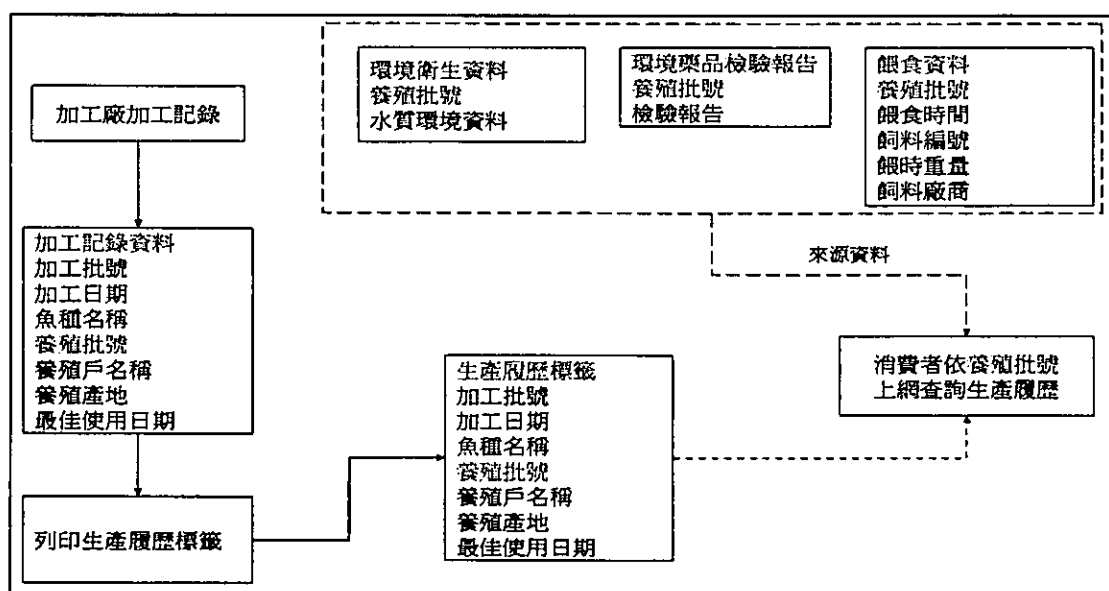 環境衛生資料
養殖批號
水質環境資料
環境藥品檢驗報告
養殖批號
檢驗報告
餵食資料
養殖批號
餵食時間
飼料編號
餵時重量
飼料廠商
加工廠加工記錄
加工記錄資料
加工批號
加工日期
魚種名稱
養殖批號
養殖戶名稱
養殖產地
最佳使用日期
來源資料
消費者依養殖批號
上網查詢生產履歷
生產履歷標籤
加工批號
加工日期
魚種名稱
養殖批號
養殖戶名稱
養殖產地
最佳使用日期
列印生產履歷標籤